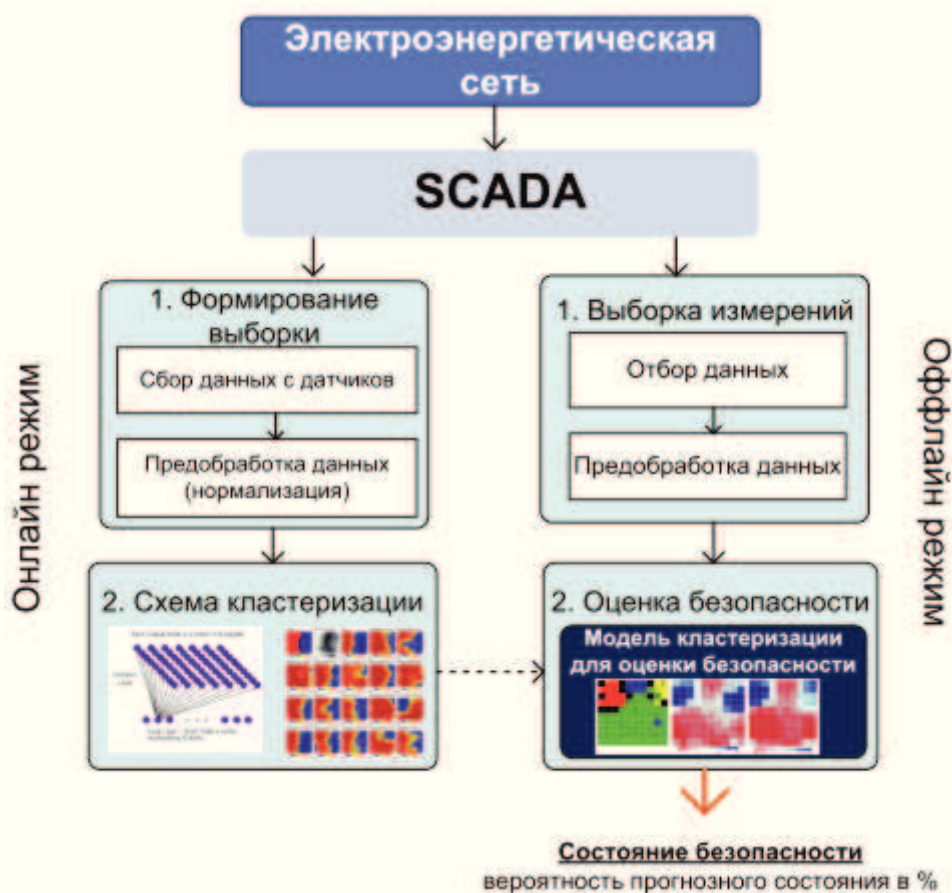 Электроэнергетическая
сеть
SCADA
Онлайн режим
1. Формирование
выборки
Сбор данных с датчиков
Предобработка данных
(нормализация)
2. Схема кластеризации
Оффлайн режим
1. Выборка измерений
Отбор данных
Предобработка данных
2. Оценка безопасности
Модель кластеризации
для оценки безопасности
Состояние безопасности
вероятность прогнозного состояния в %